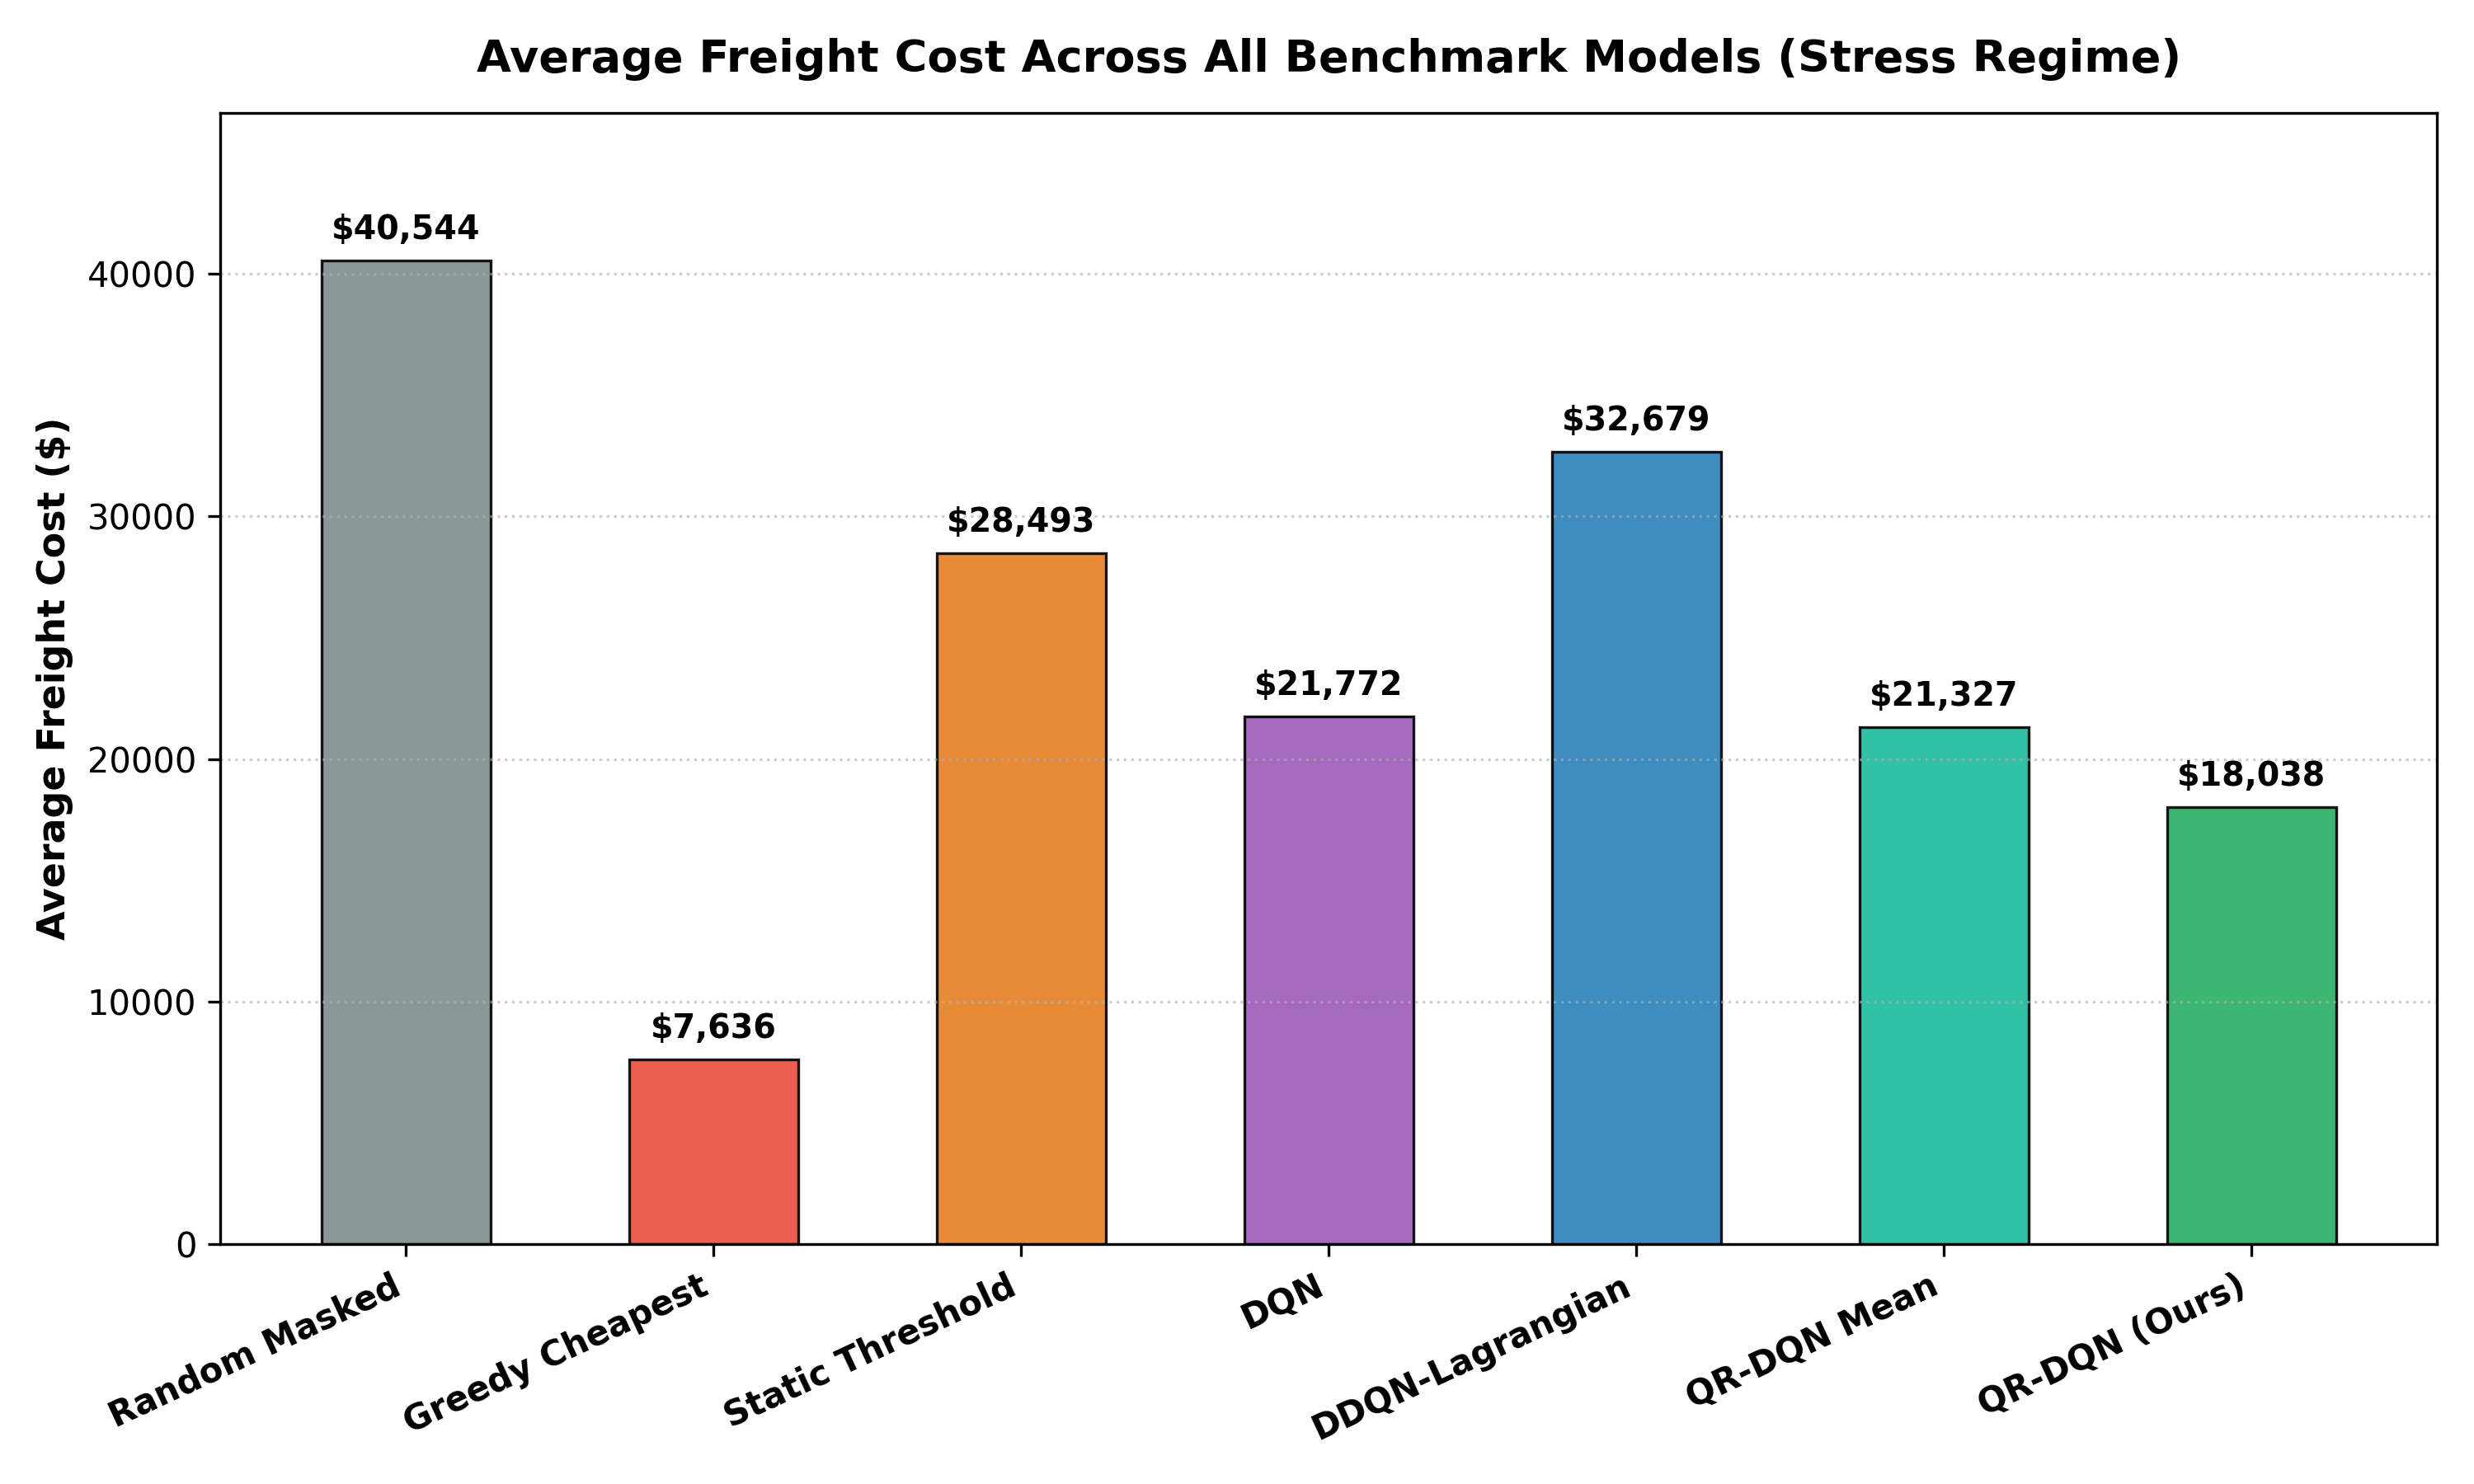 Average Freight Cost Across All Benchmark Models (Stress Regime)
Average Freight Cost ($)
40000
30000
20000
10000
0
$40,544
$7,636
$28,493
$21,772
$32,679
$21,327
$18,038
Random Masked
Greedy Cheapest
Static Threshold
DQN
DDQN-Lagrangian
QR-DQN Mean
QR-DQN (Ours)